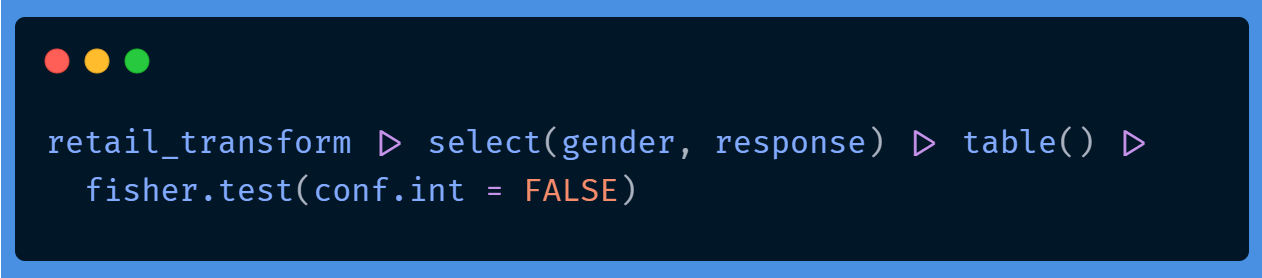 retail_transform |> select(gender, response) |> table() |>
  fisher.test(conf.int = FALSE)